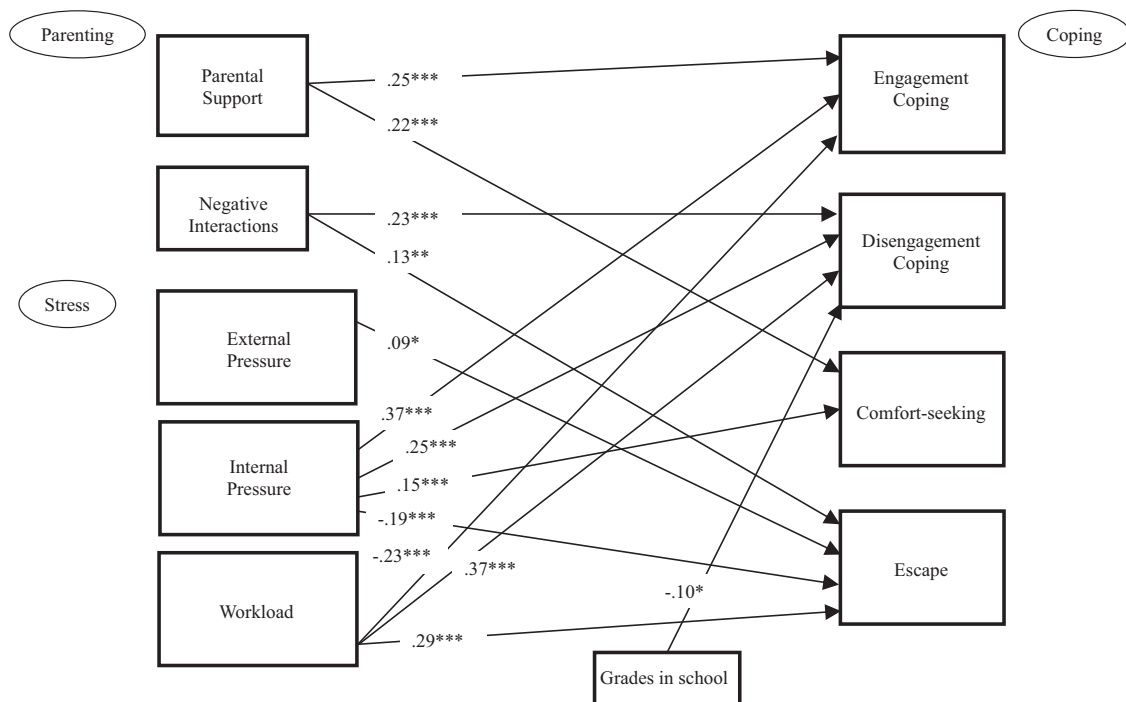 Parenting
Coping
Parental
Support
.25***
.22***
Engagement
Coping
Negative
Interactions
.23***
.13**
Disengagement
Coping
Stress
External
Pressure
.09*
Comfort-seeking
Internal
Pressure
.37***
.25***
.15***
-.19***
Escape
Workload
-.23***
.37***
.29***
-.10*
Grades in school